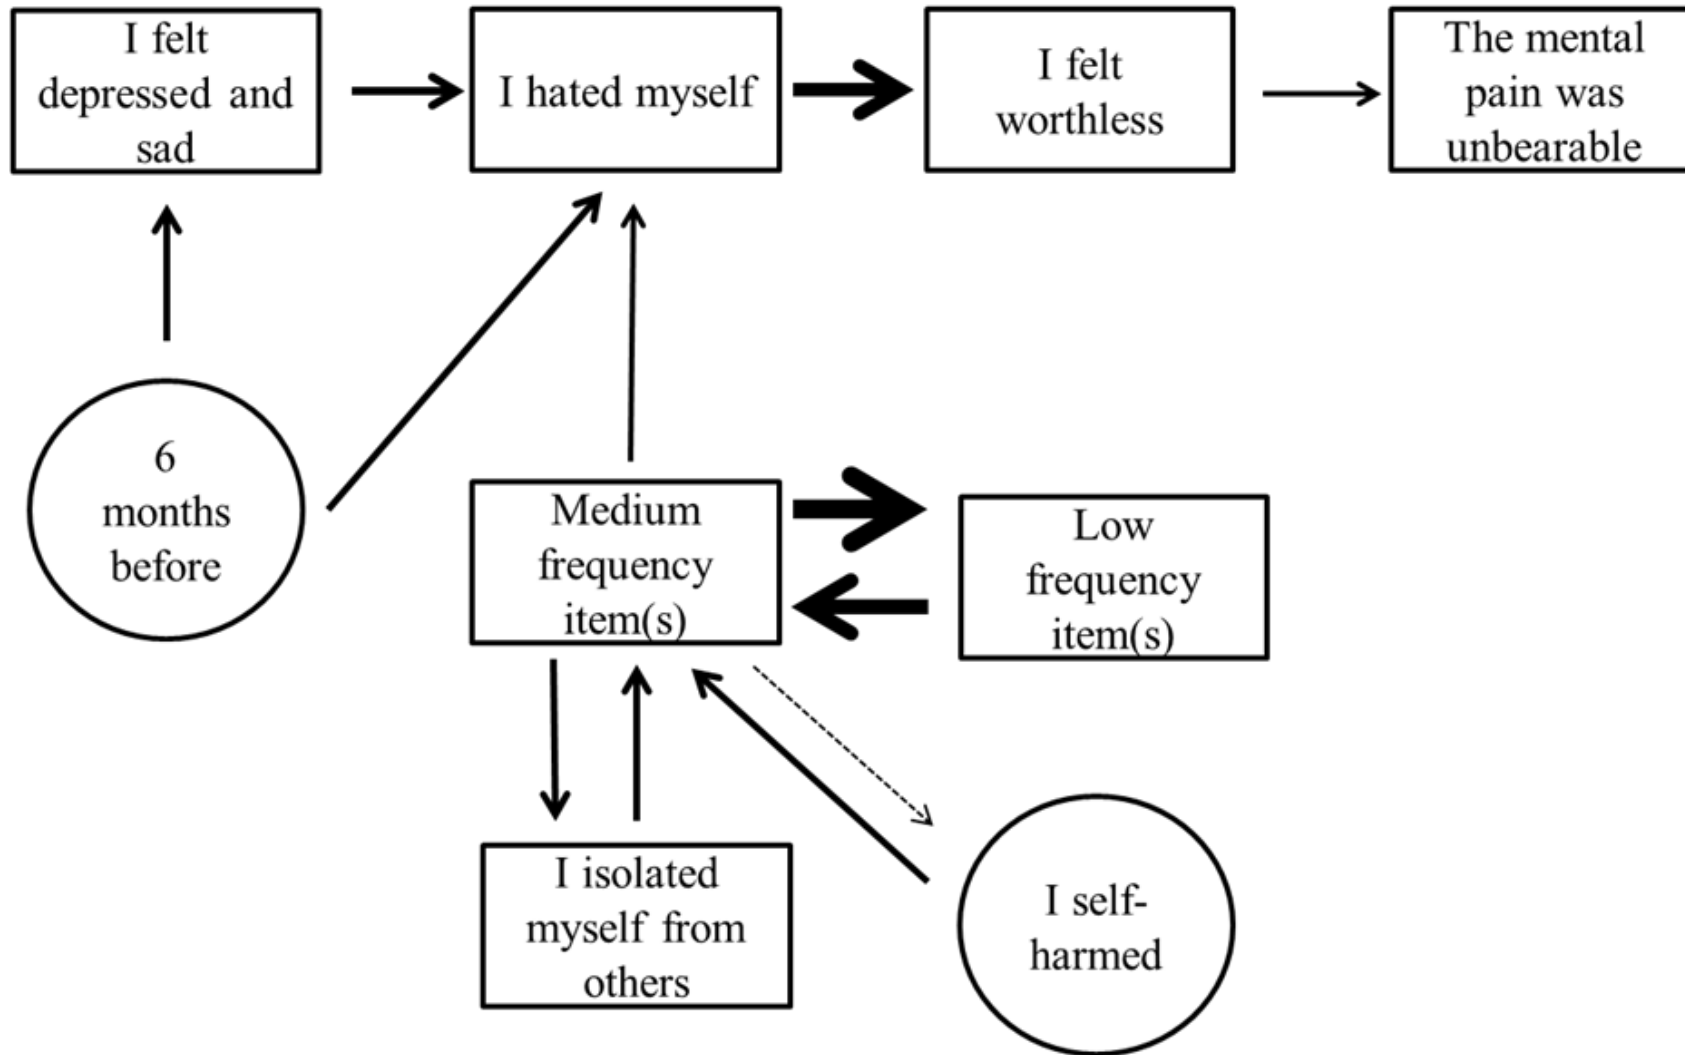 I felt
depressed and
sad
I hated myself
I felt
worthless
The mental
pain was
unbearable
6
months
before
Medium
frequency
item(s)
Low
frequency
item(s)
I isolated
myself from
others
I self-
harmed